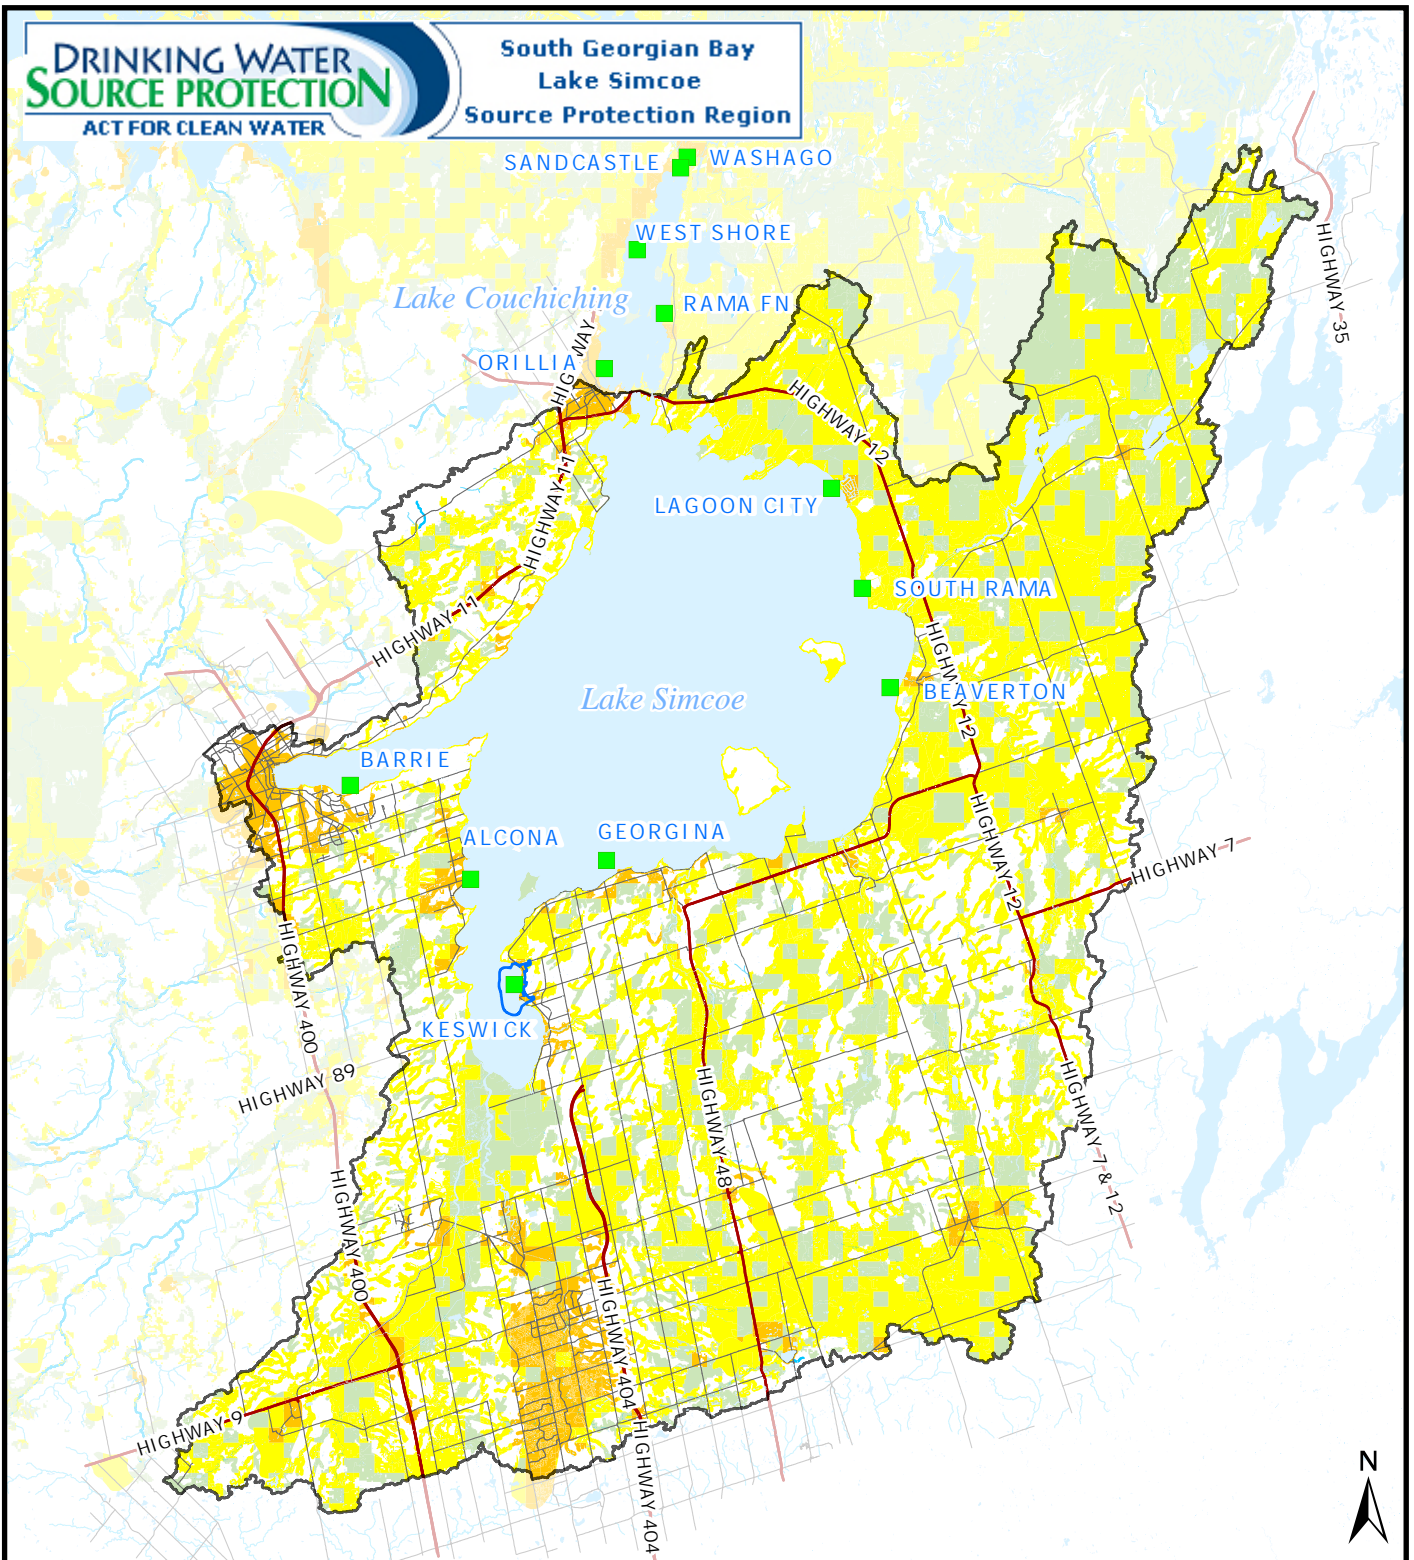 DRINKING WATER
SOURCE PROTECTION
ACT FOR CLEAN WATER
South Georgian Bay
Lake Simcoe
Source Protection Region
SANDCASTLE
WASHAGO
WEST SHORE
Lake Couchiching
RAMA FN
HIGHWAY 35
ORILLIA
HIGHWAY
HIGHWAY 12
HIGHWAY 11
LAGOON CITY
SOUTH RAMA
HIGHWAY 11
HIGHWAY 12
Lake Simcoe
BEAVERTON
BARRIE
ALCONA
GEORGINA
HIGHWAY 12
HIGHWAY 7
HIGHWAY 400
KESWICK
HIGHWAY 89
HIGHWAY 48
HIGHWAY 7 & 12
HIGHWAY 400
HIGHWAY 404
HIGHWAY 9
HIGHWAY 404
N